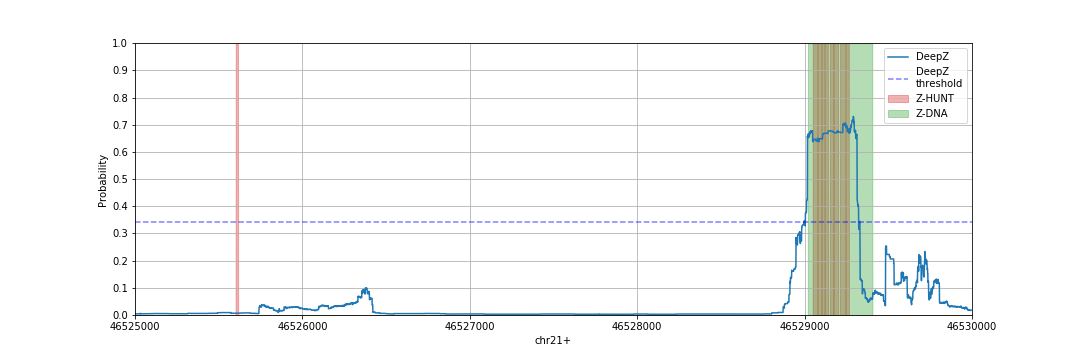 1.0
0.9
0.8
0.7
0.6
0.5
0.4
0.3
0.2
0.1
0.0
Probability
46525000
46526000
46527000
46528000
46529000
46530000
chr21+
DeepZ
DeepZ
threshold
Z-HUNT
Z-DNA